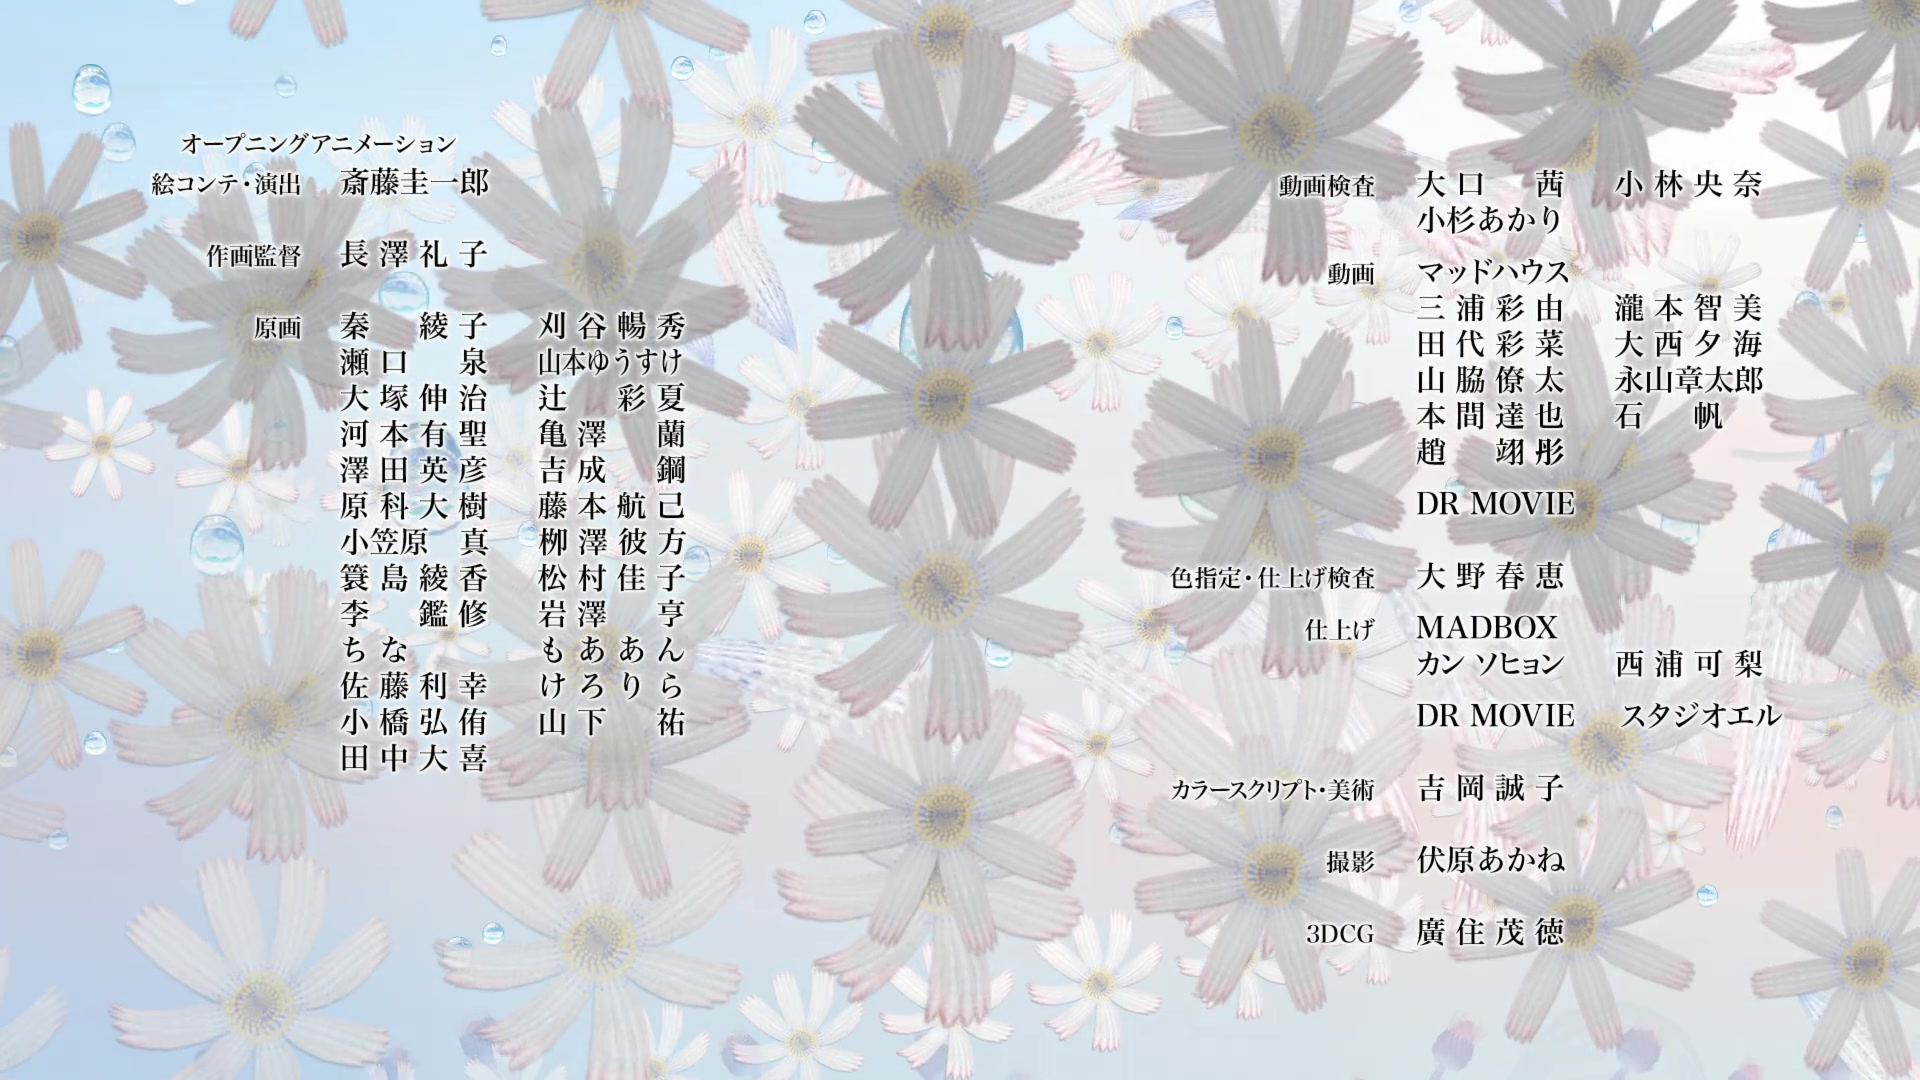 オープニングアニメーション
絵コンテ・演出 斎藤圭一郎
作画監督 長澤礼子
原画 秦 綾子 刈谷暢秀
瀬口 泉 山本ゆうすけ
大塚伸治 辻 彩夏
河本有聖 亀澤 蘭
澤田英彦 吉成 鋼
原科大樹 藤本航己
小笠原 真 栁澤彼方
簑島綾香 松村佳子
李 鑑修 岩澤 亨
ちな もああん
佐藤利幸 けろりら
小橋弘侑 山下 祐
田中大喜
動画検査 大口 茜 小林央奈
小杉あかり
動画 マッドハウス
三浦彩由 瀧本智美
田代彩菜 大西夕海
山脇僚太 永山章太郎
本間達也 石 帆
趙 翊彤
DR MOVIE
色指定・仕上げ検査 大野春恵
仕上げ MADBOX
カン ソヒョン 西浦可梨
DR MOVIE スタジオエル
カラースクリプト・美術 吉岡誠子
撮影 伏原あかね
3DCG 廣住茂徳